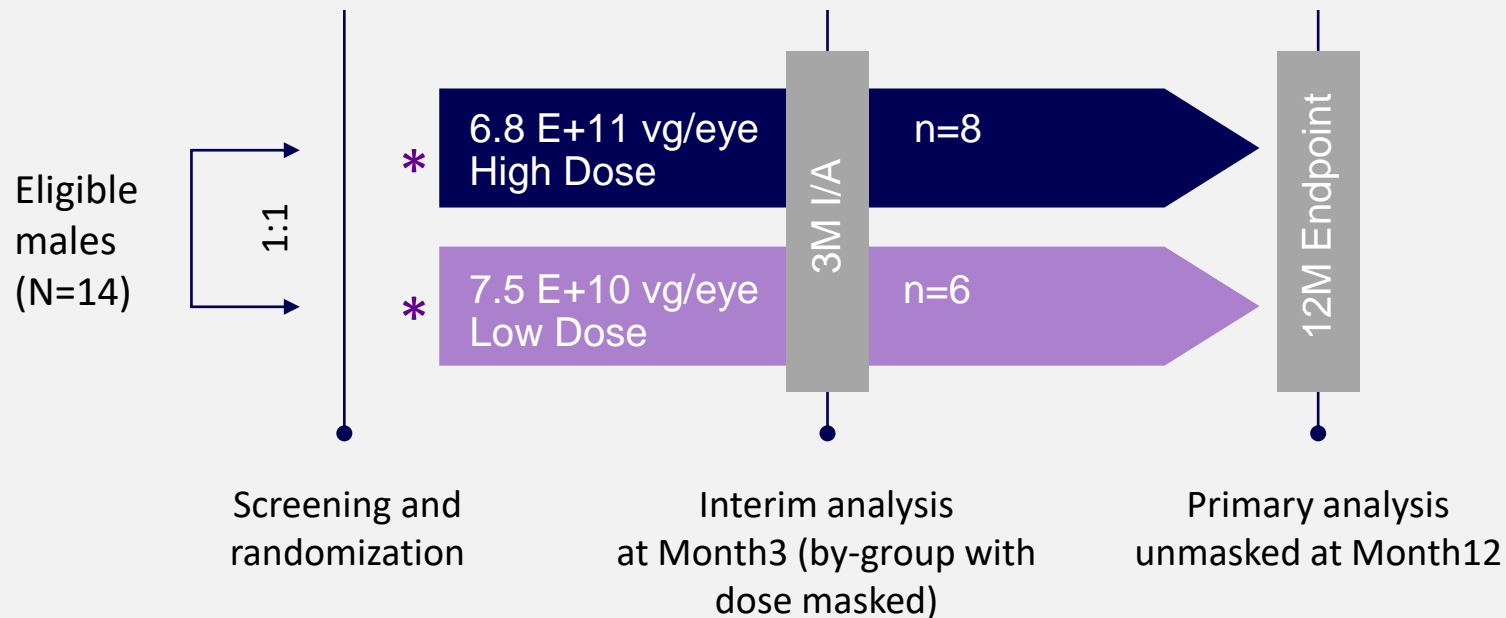 Eligible
males
(N=14)
1:1
*
6.8 E+11 vg/eye
High Dose
n=8
*
7.5 E+10 vg/eye
Low Dose
n=6
3M I/A
12M Endpoint
Screening and
randomization
Interim analysis
at Month3 (by-group with
dose masked)
Primary analysis
unmasked at Month12